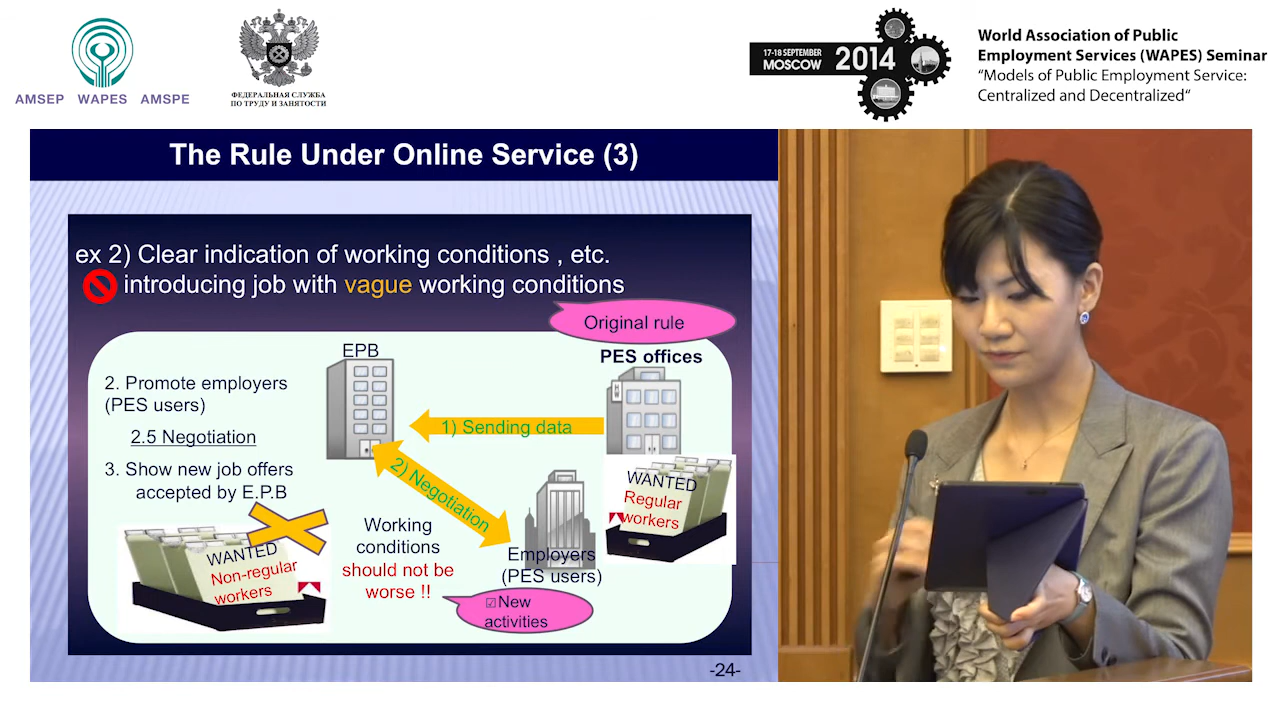 AMSEP WAPES AMSPE
ФЕДЕРАЛЬНАЯ СЛУЖБА
ПО ТРУДУ И ЗАНЯТОСТИ
17-18 SEPTEMBER
MOSCOW
2014
World Association of Public
Employment Services (WAPES) Seminar
“Models of Public Employment Service:
Centralized and Decentralized“
The Rule Under Online Service (3)
ex 2) Clear indication of working conditions , etc.
introducing job with vague working conditions
Original rule
EPB
PES offices
2. Promote employers
(PES users)
2.5 Negotiation
3. Show new job offers
accepted by E.P.B
1) Sending data
2) Negotiation
WANTED
Regular
workers
WANTED
Non-regular
workers
Working
conditions
should not be
worse !!
Employers
(PES users)
☑New
activities
-24-